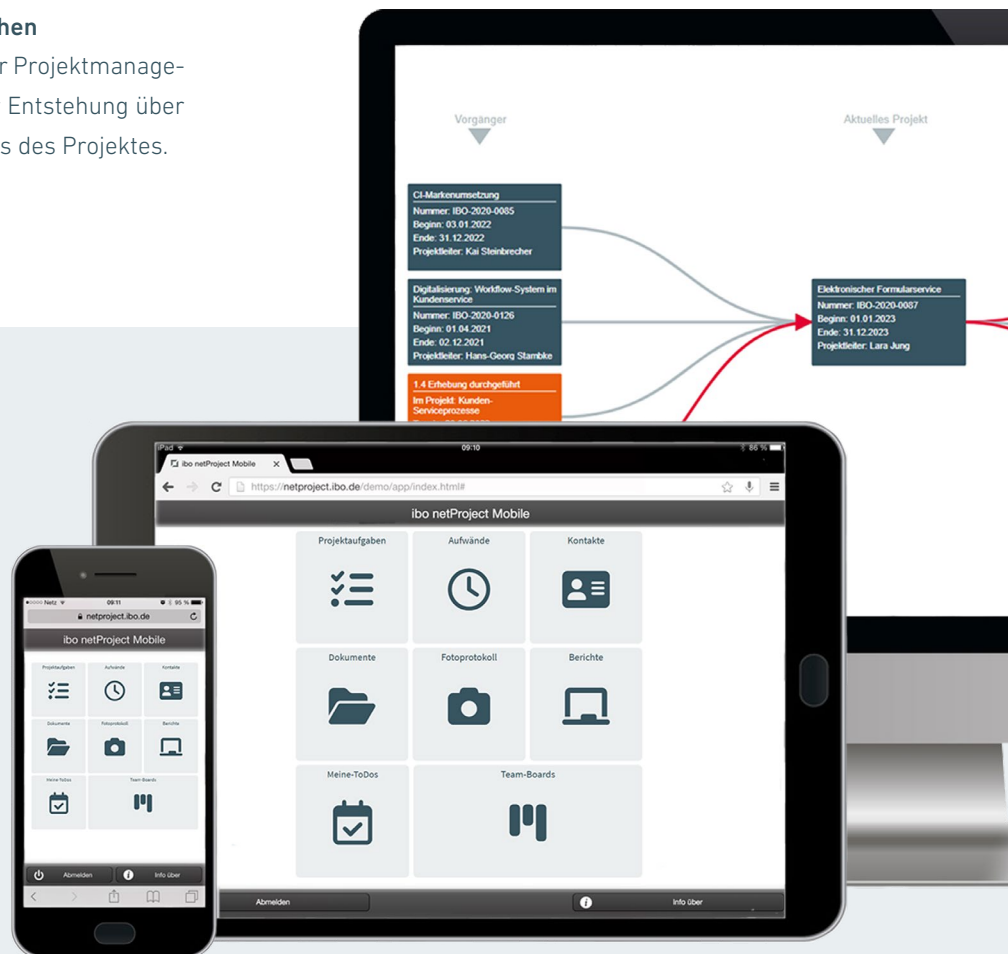 hen
r Projektmanage-
Entstehung über
s des Projektes.
Vorgänger
Aktuelles Projekt
CI-Markenumsetzung
Nummer: IBO-2020-0085
Beginn: 03.01.2022
Ende: 31.12.2022
Projektleiter: Kai Steinbrecher
Digitalisierung: Workflow-System im
Kundenservice
Nummer: IBO-2020-0126
Beginn: 01.04.2021
Ende: 02.12.2021
Projektleiter: Hans-Georg Stambke
1.4 Erhebung durchgeführt
Im Projekt: Kunden-
Serviceprozesse
Elektronischer Formularservice
Nummer: IBO-2020-0087
Beginn: 01.01.2023
Ende: 31.12.2023
Projektleiter: Lara Jung
iPad 09:10 86 %
ibo netProject Mobile
https://netproject.ibo.de/demo/app/index.html#
ibo netProject Mobile
Projektaufgaben Aufwände Kontakte
Dokumente Fotoprotokoll Berichte
Meine-ToDos Team-Boards
Abmelden Info über
Netz 09:11 95 %
netproject.ibo.de
ibo netProject Mobile
Projektaufgaben Aufwände Kontakte
Dokumente Fotoprotokoll Berichte
Meine ToDos Team-Boards
Abmelden Info über